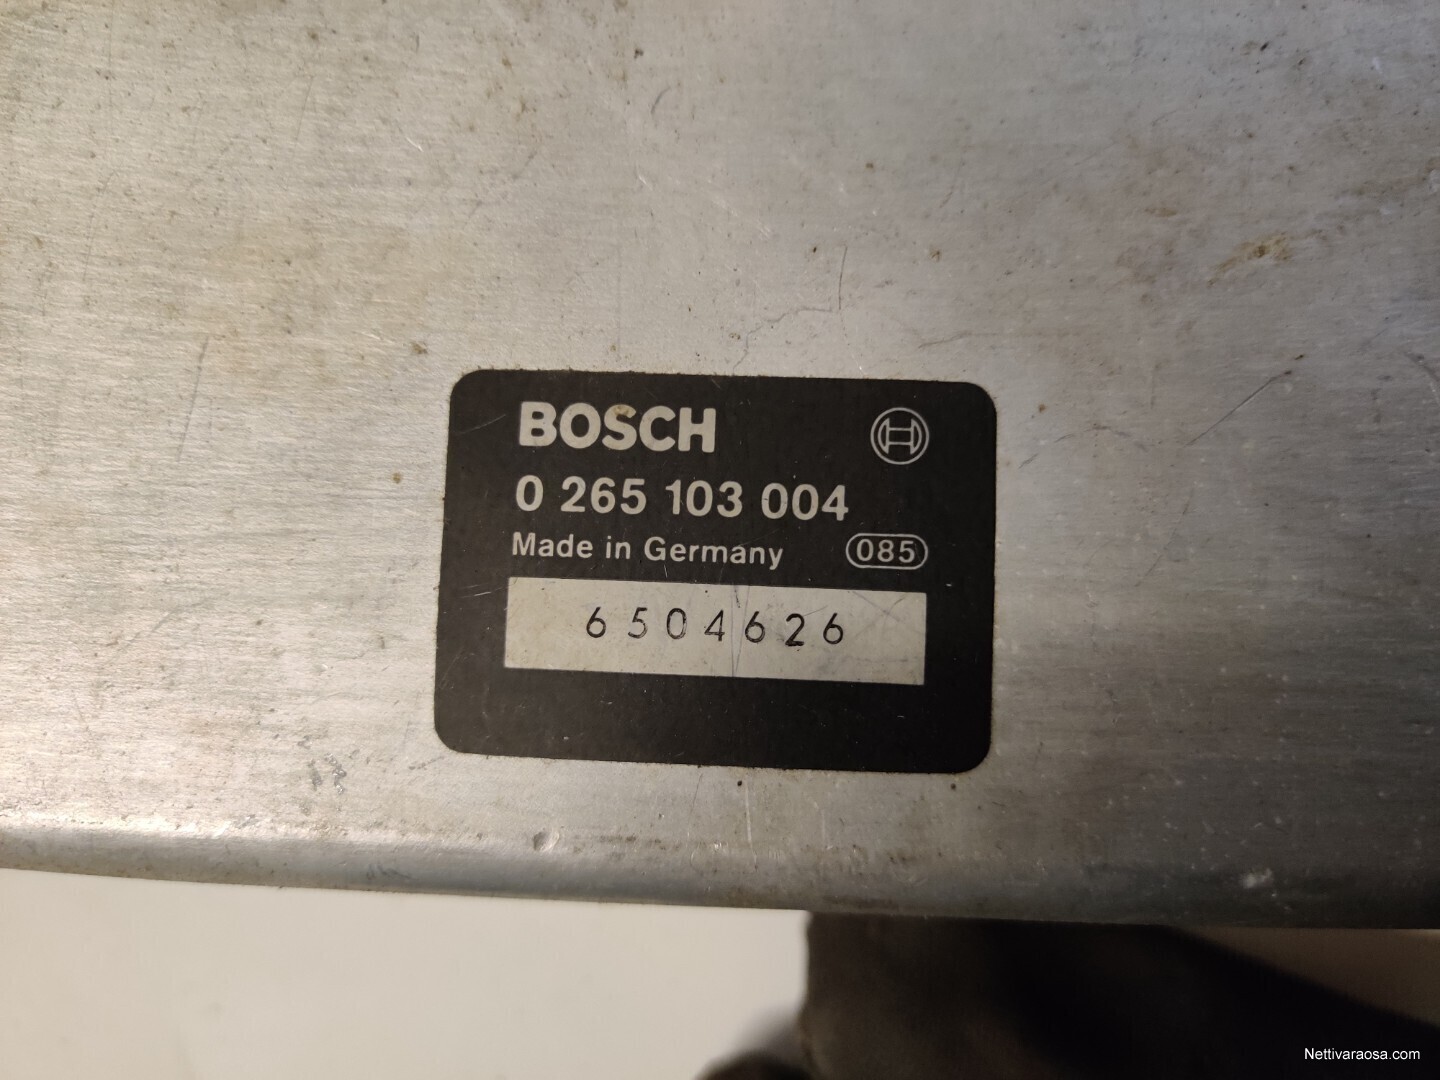 BOSCH
0 265 103 004
Made in Germany 085
6504626
Nettivaraosa.com